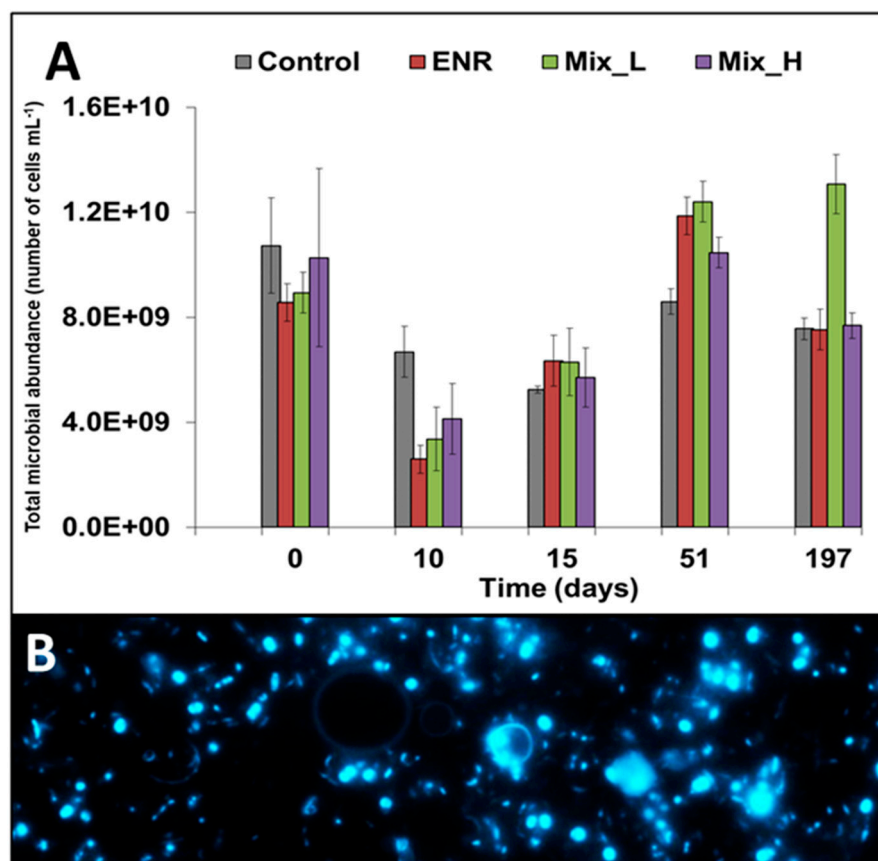 A
Control ENR Mix_L Mix_H
Total microbial abundance (number of cells mL-1)
1.6E+10
1.2E+10
8.0E+09
4.0E+09
0.0E+00
0 10 15 51 197
Time (days)
B